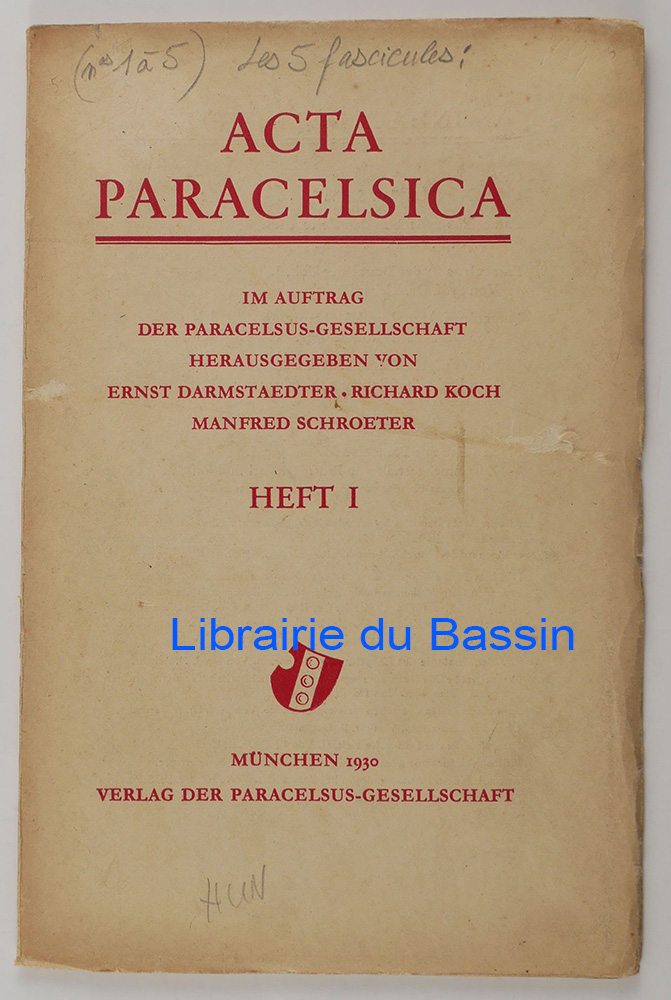 (nos 1 à 5) Les 5 fascicules:
ACTA
PARACELSICA
IM AUFTRAG
DER PARACELSUS-GESELLSCHAFT
HERAUSGEGEBEN VON
ERNST DARMSTAEDTER • RICHARD KOCH
MANFRED SCHROETER
HEFT I
Librairie du Bassin
MÜNCHEN 1930
VERLAG DER PARACELSUS-GESELLSCHAFT
HUN